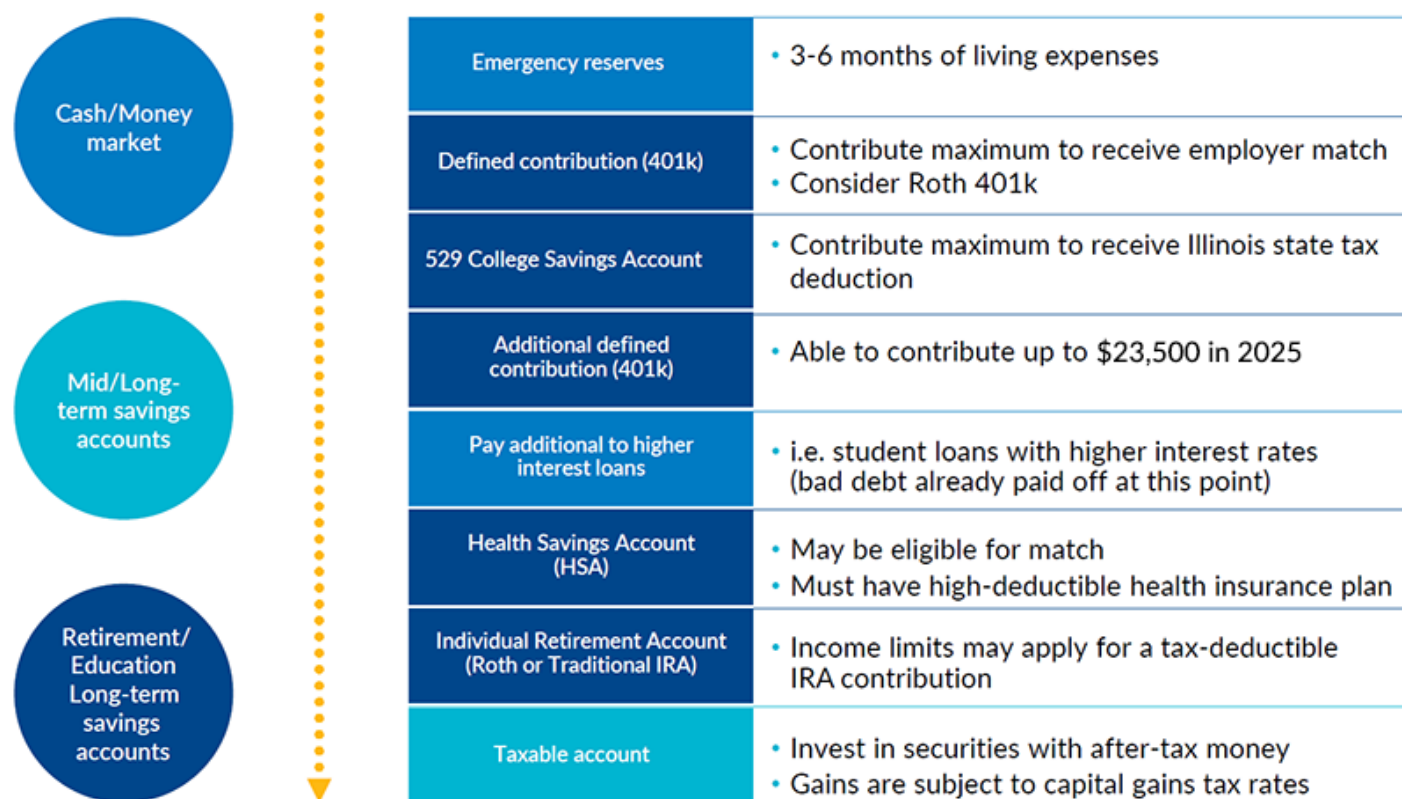 Cash/Money
market
Mid/Long-
term savings
accounts
Retirement/
Education
Long-term
savings
accounts
Emergency reserves
• 3-6 months of living expenses
Defined contribution (401k)
• Contribute maximum to receive employer match
• Consider Roth 401k
529 College Savings Account
• Contribute maximum to receive Illinois state tax
deduction
Additional defined
contribution (401k)
• Able to contribute up to $23,500 in 2025
Pay additional to higher
interest loans
• i.e. student loans with higher interest rates
(bad debt already paid off at this point)
Health Savings Account
(HSA)
• May be eligible for match
• Must have high-deductible health insurance plan
Individual Retirement Account
(Roth or Traditional IRA)
• Income limits may apply for a tax-deductible
IRA contribution
Taxable account
• Invest in securities with after-tax money
• Gains are subject to capital gains tax rates